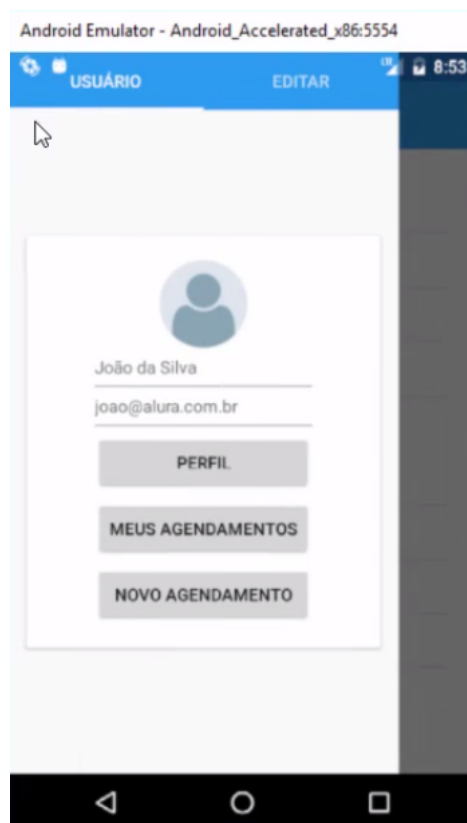 Android Emulator - Android_Accelerated_x86:5554
8:53
USUÁRIO EDITAR
João da Silva
joao@alura.com.br
PERFIL
MEUS AGENDAMENTOS
NOVO AGENDAMENTO